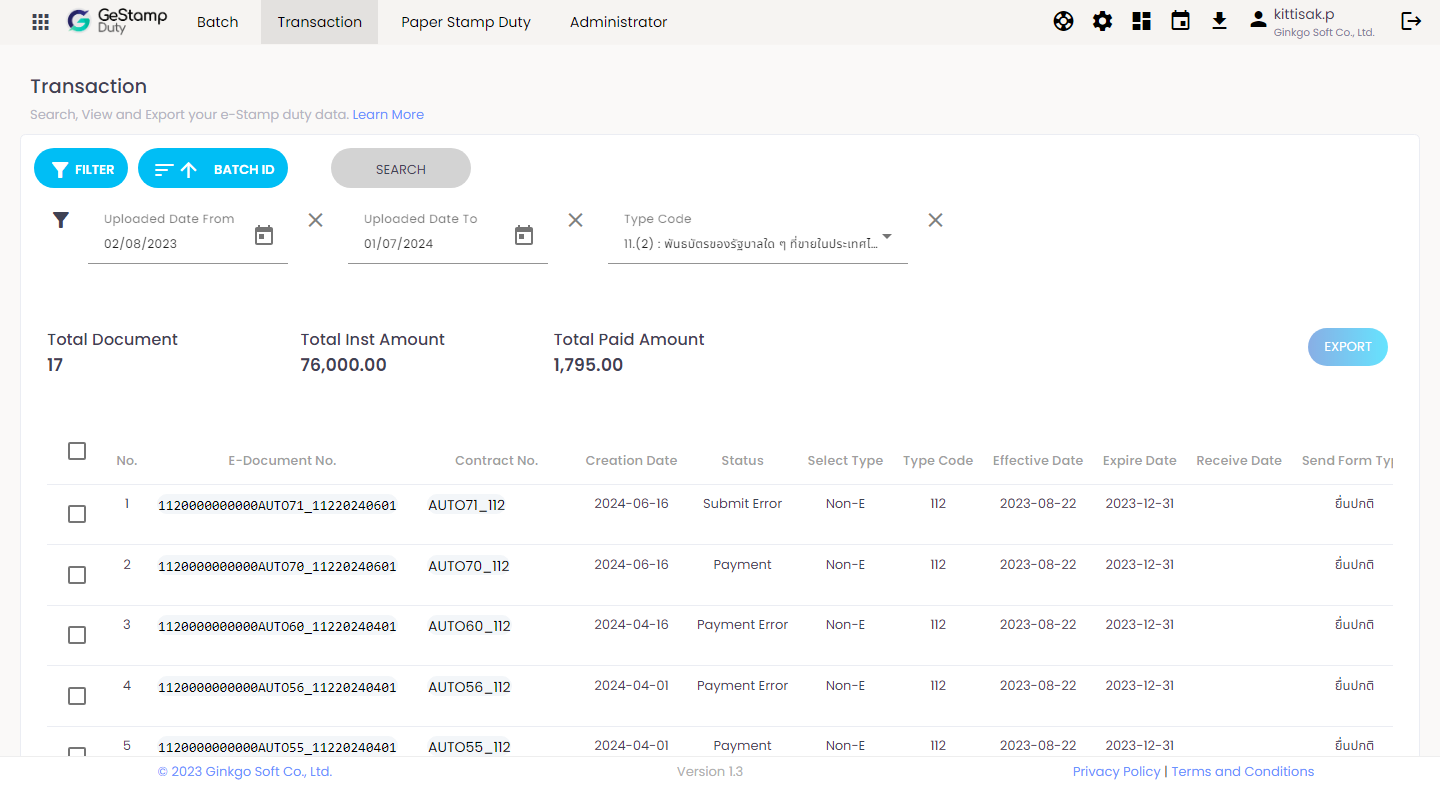 GeStamp
Duty
Batch
Transaction
Paper Stamp Duty
Administrator
kittisak.p
Ginkgo Soft Co., Ltd.
Transaction
Search, View and Export your e-Stamp duty data. Learn More
FILTER
BATCH ID
SEARCH
Uploaded Date From
02/08/2023
Uploaded Date To
01/07/2024
Type Code
11.(2) : พันธบัตรของรัฐบาลใด ๆ ที่ขายในประเทศไ...
Total Document
17
Total Inst Amount
76,000.00
Total Paid Amount
1,795.00
EXPORT
No. E-Document No. Contract No. Creation Date Status Select Type Type Code Effective Date Expire Date Receive Date Send Form Typ
1 1120000000000AUTO71_11220240601 AUTO71_112 2024-06-16 Submit Error Non-E 112 2023-08-22 2023-12-31 ยื่นปกติ
2 1120000000000AUTO70_11220240601 AUTO70_112 2024-06-16 Payment Non-E 112 2023-08-22 2023-12-31 ยื่นปกติ
3 1120000000000AUTO60_11220240401 AUTO60_112 2024-04-16 Payment Error Non-E 112 2023-08-22 2023-12-31 ยื่นปกติ
4 1120000000000AUTO56_11220240401 AUTO56_112 2024-04-01 Payment Error Non-E 112 2023-08-22 2023-12-31 ยื่นปกติ
5 1120000000000AUTO55_11220240401 AUTO55_112 2024-04-01 Payment Non-E 112 2023-08-22 2023-12-31 ยื่นปกติ
© 2023 Ginkgo Soft Co., Ltd.
Version 1.3
Privacy Policy | Terms and Conditions